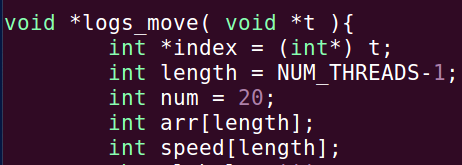 void *logs_move( void *t ){
int *index = (int*) t;
int length = NUM_THREADS-1;
int num = 20;
int arr[length];
int speed[length];